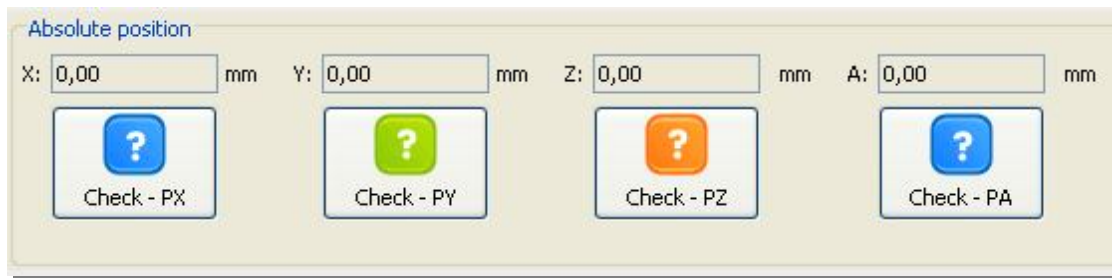 Absolute position
X: 0,00 mm Y: 0,00 mm Z: 0,00 mm A: 0,00 mm
? ? ? ?
Check - PX Check - PY Check - PZ Check - PA